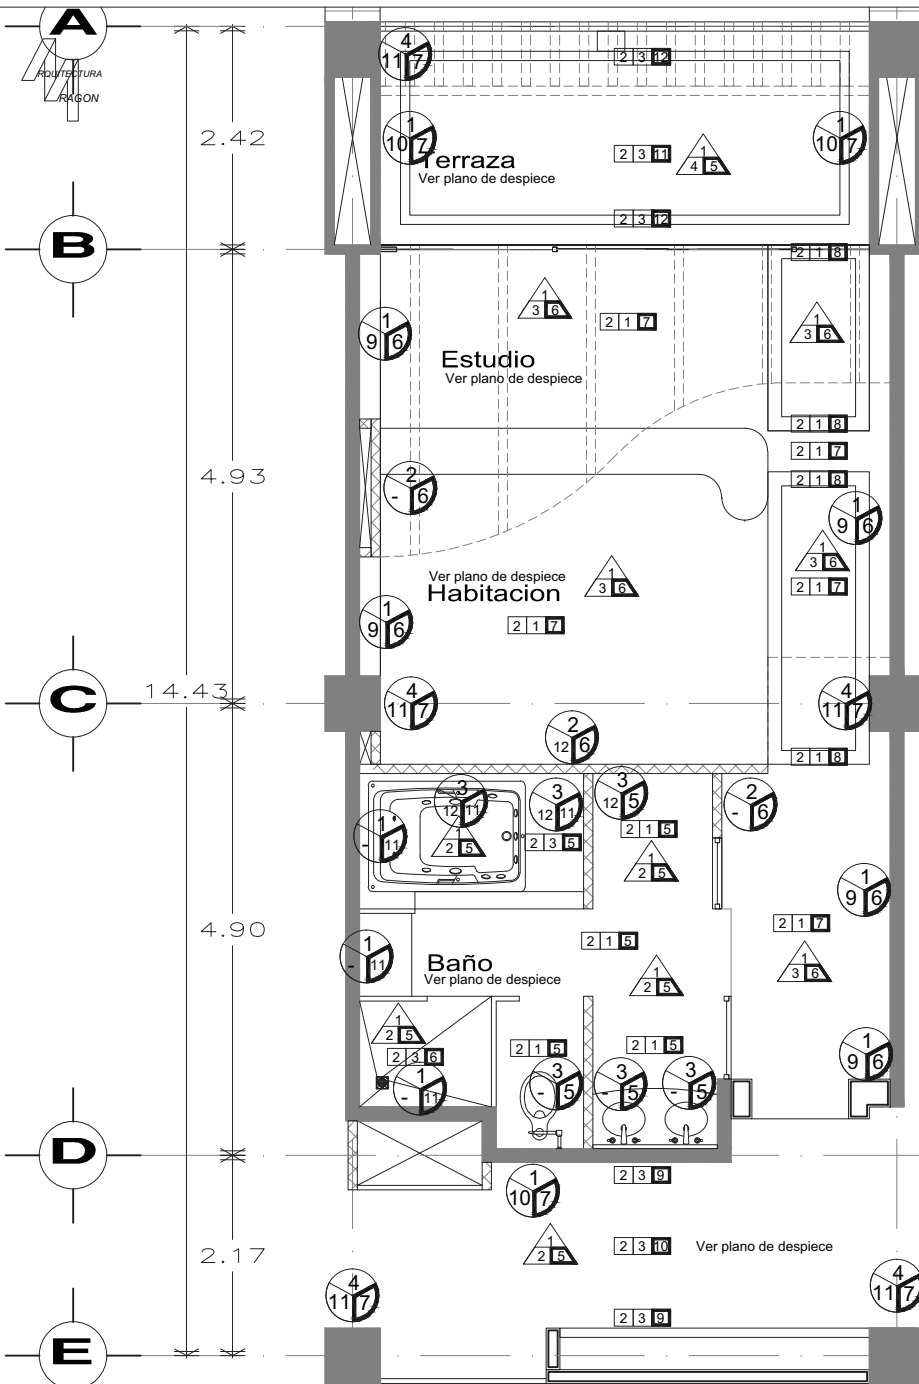 A
RQUITECTURA
RAGON
4
11 7
2 3 12
2.42
1
10 7
1
10 7
Terraza
Ver plano de despiece
2 3 11
1
4 5
2 3 12
B
2 1 8
1
3 6
2 1 7
1
3 6
1
9 6
Estudio
Ver plano de despiece
2 1 8
2 1 7
4.93
2
- 6
2 1 8
1
9 6
1
3 6
Ver plano de despiece
Habitacion
1
3 6
2 1 7
2 1 7
1
9 6
C
14.43
4
11 7
4
11 7
2
12 6
2 1 8
3
12 11
3
12 11
3
12 5
2
- 6
1
- 11
1
2 5
2 3 5
2 1 5
1
2 5
1
9 6
4.90
2 1 7
1
- 11
2 1 5
Baño
Ver plano de despiece
1
2 5
1
3 6
1
2 5
2 3 6
2 1 5
2 1 5
1
9 6
1
- 11
3
- 5
3
- 5
3
- 5
D
2 3 9
1
10 7
1
2 5
2 3 10
Ver plano de despiece
2.17
4
11 7
4
11 7
2 3 9
E